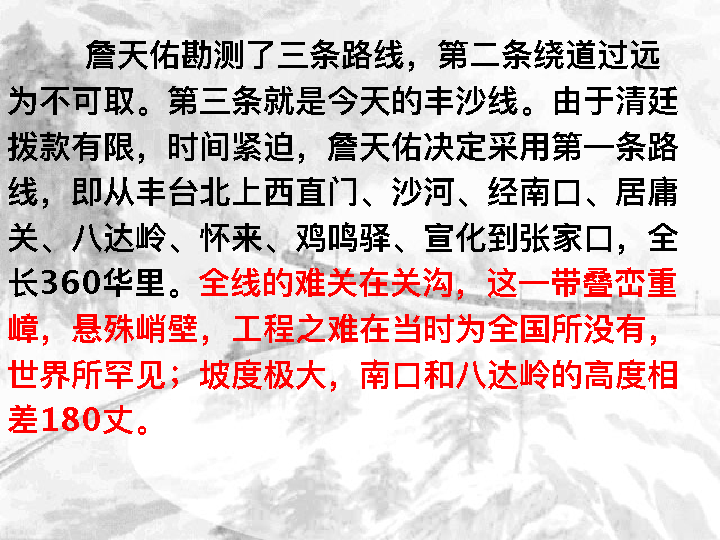 詹天佑勘测了三条路线，第二条绕道过远
为不可取。第三条就是今天的丰沙线。由于清廷
拨款有限，时间紧迫，詹天佑决定采用第一条路
线，即从丰台北上西直门、沙河、经南口、居庸
关、八达岭、怀来、鸡鸣驿、宣化到张家口，全
长360华里。全线的难关在关沟，这一带叠峦重
嶂，悬殊峭壁，工程之难在当时为全国所没有，
世界所罕见；坡度极大，南口和八达岭的高度相
差180丈。